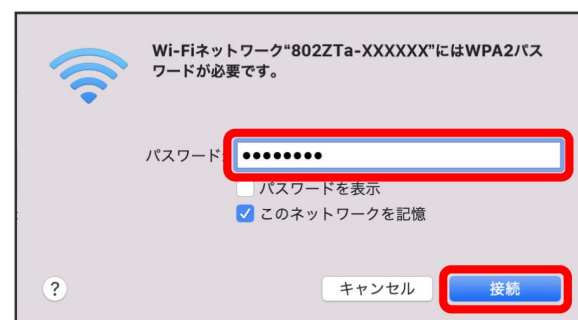 Wi-Fiネットワーク“802ZTa-XXXXXX”にはWPA2パス
ワードが必要です。
パスワード: ••••••••
パスワードを表示
このネットワークを記憶
? キャンセル 接続